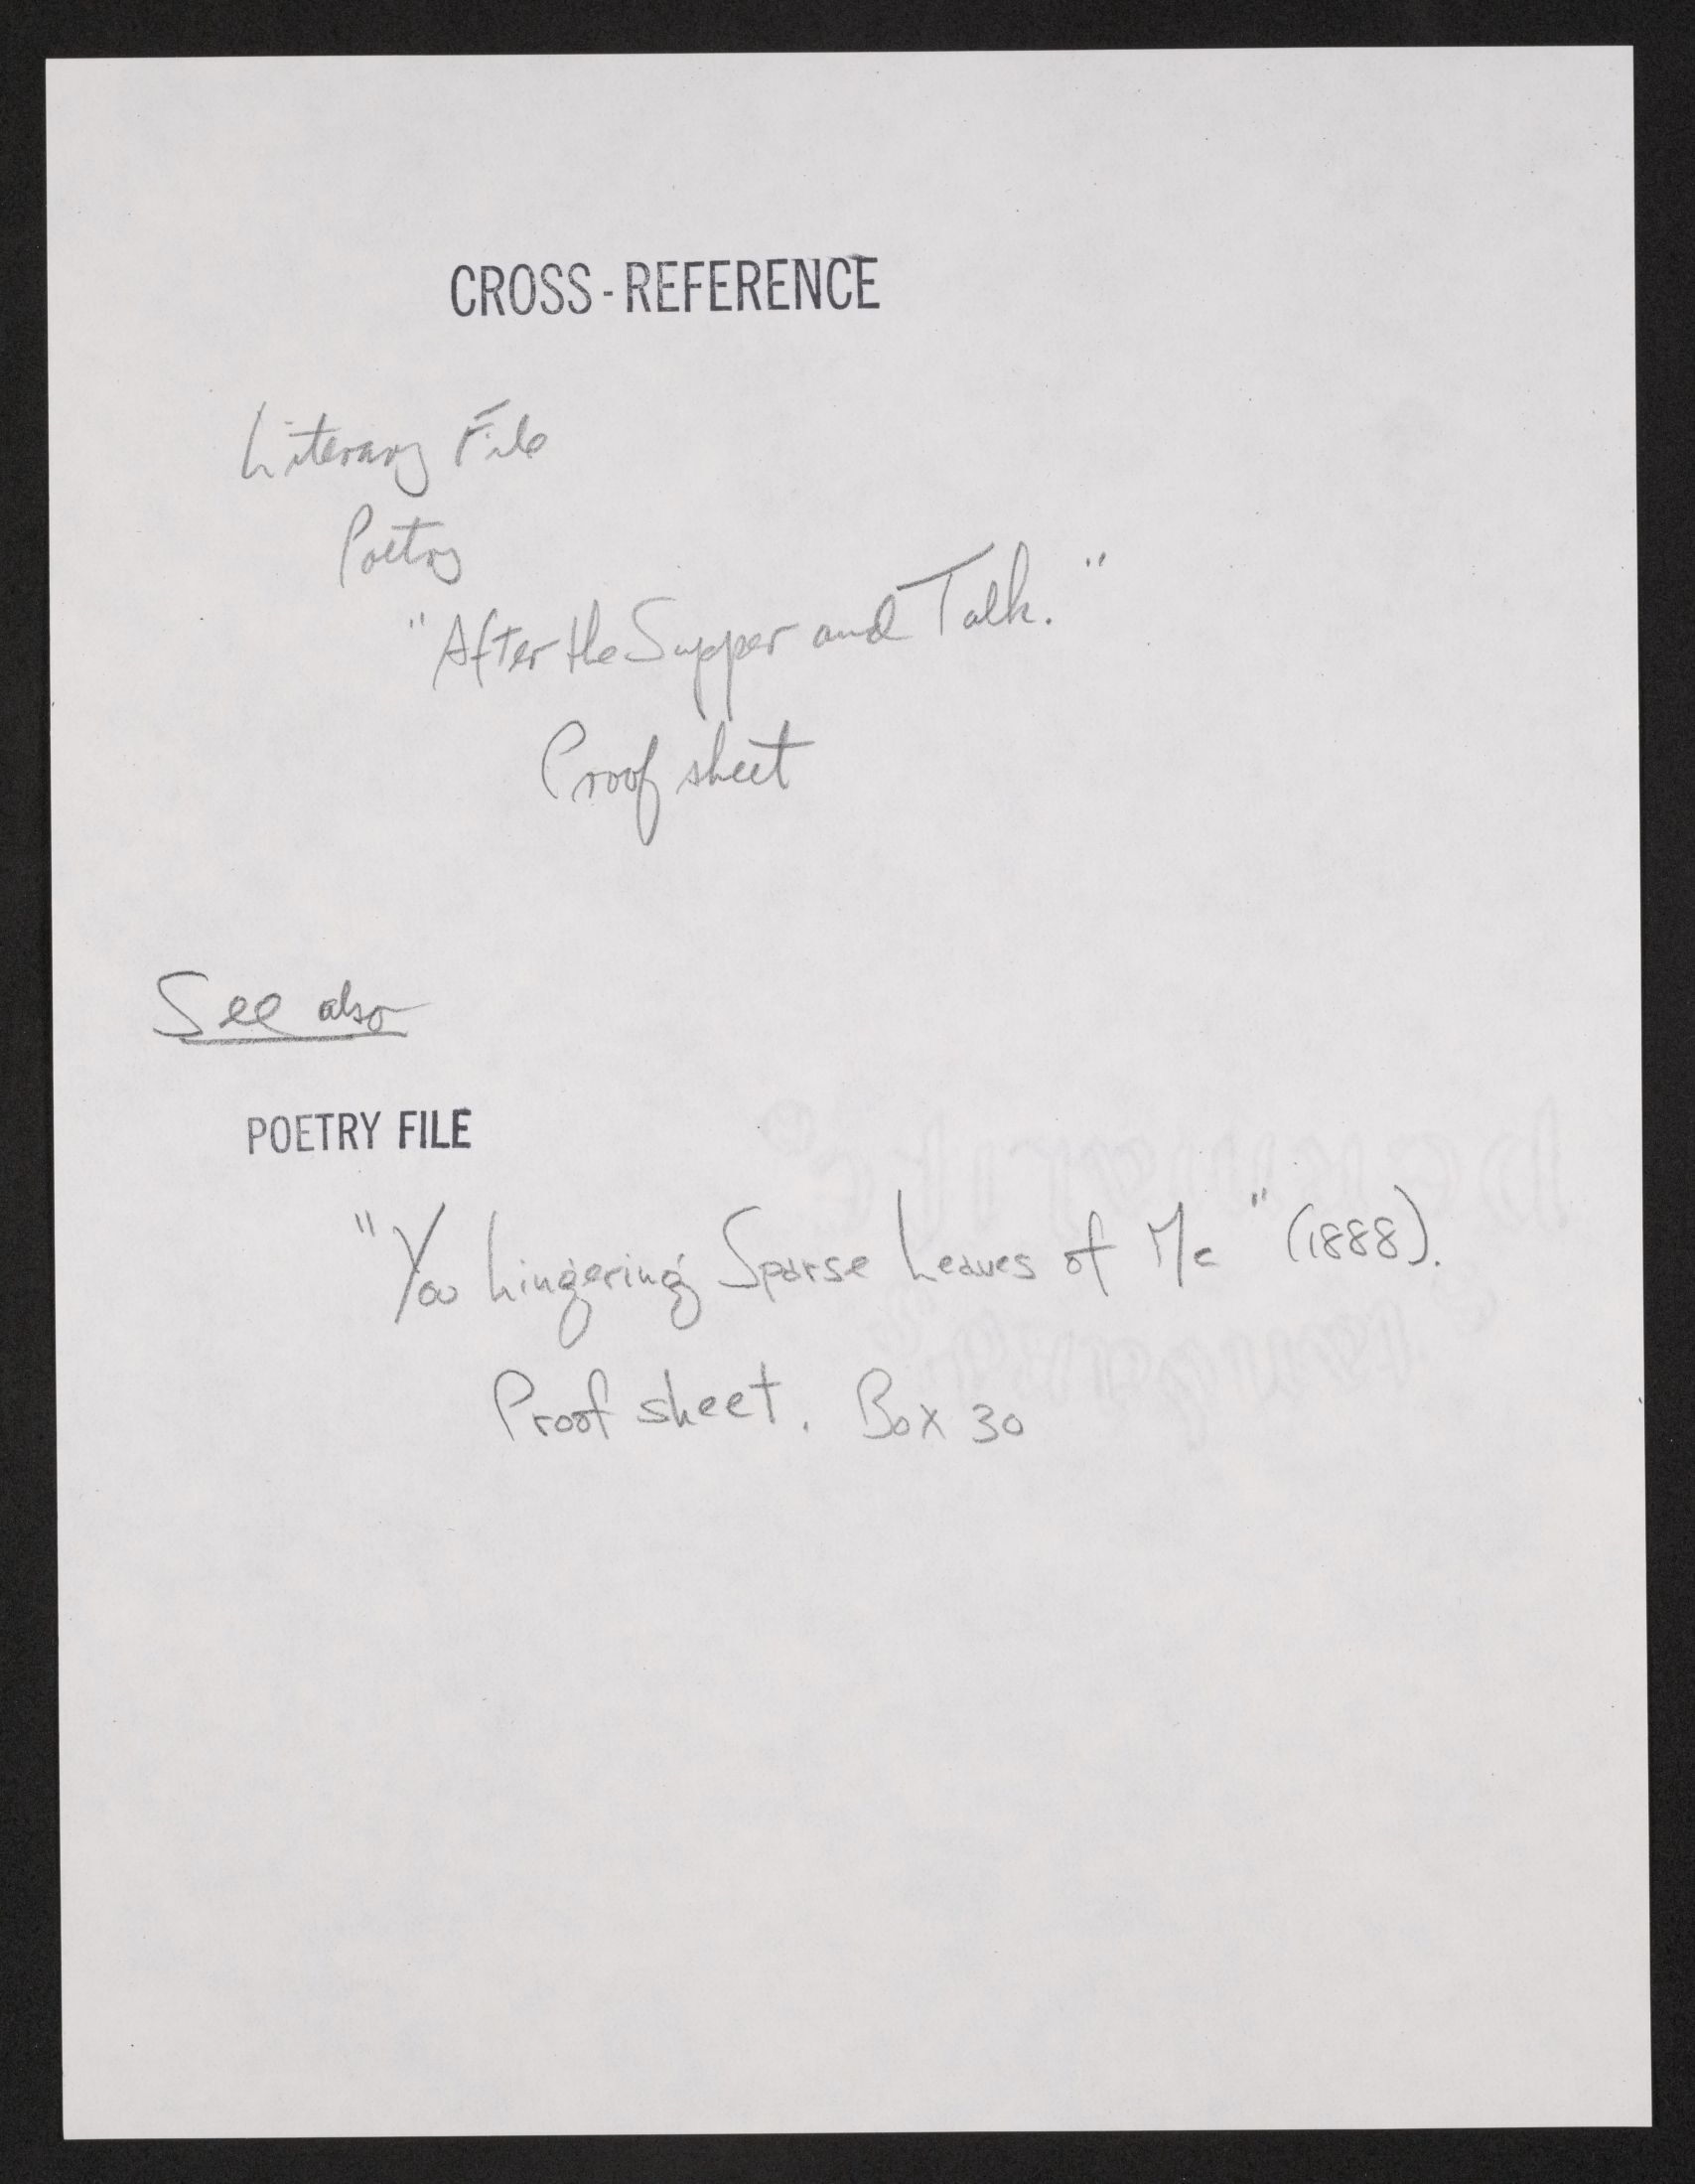 CROSS-REFERENCE
Literary File
Poetry
"After the Supper and Talk."
Proof sheet
See also
POETRY FILE
"You Lingering Sparse Leaves of Me" (1888).
Proof sheet. Box 30